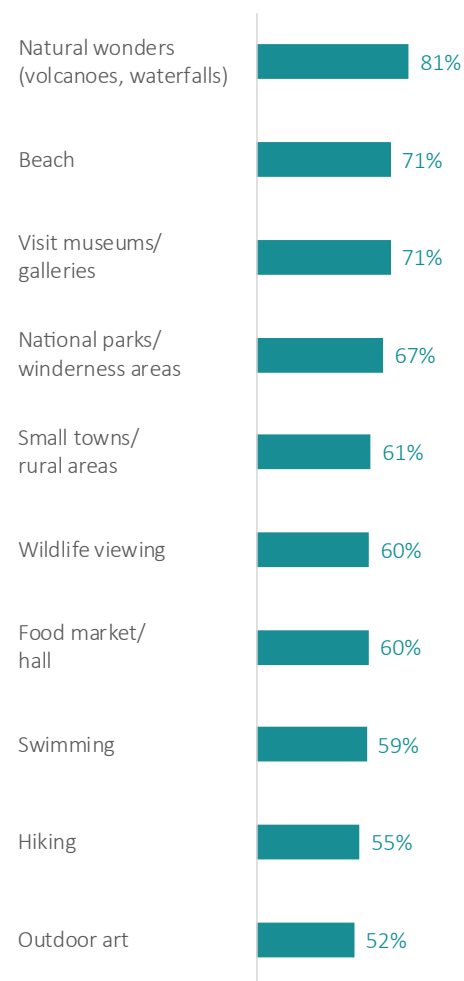 Natural wonders
(volcanoes, waterfalls)
81%
Beach
71%
Visit museums/
galleries
71%
National parks/
winderness areas
67%
Small towns/
rural areas
61%
Wildlife viewing
60%
Food market/
hall
60%
Swimming
59%
Hiking
55%
Outdoor art
52%